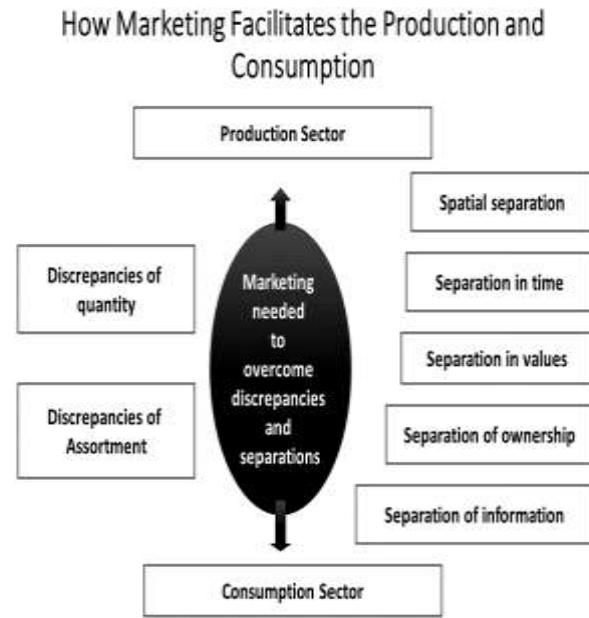 How Marketing Facilitates the Production and
Consumption
Production Sector
Discrepancies of
quantity
Discrepancies of
Assortment
Marketing
needed
to
overcome
discrepancies
and
separations
Spatial separation
Separation in time
Separation in values
Separation of ownership
Separation of information
Consumption Sector